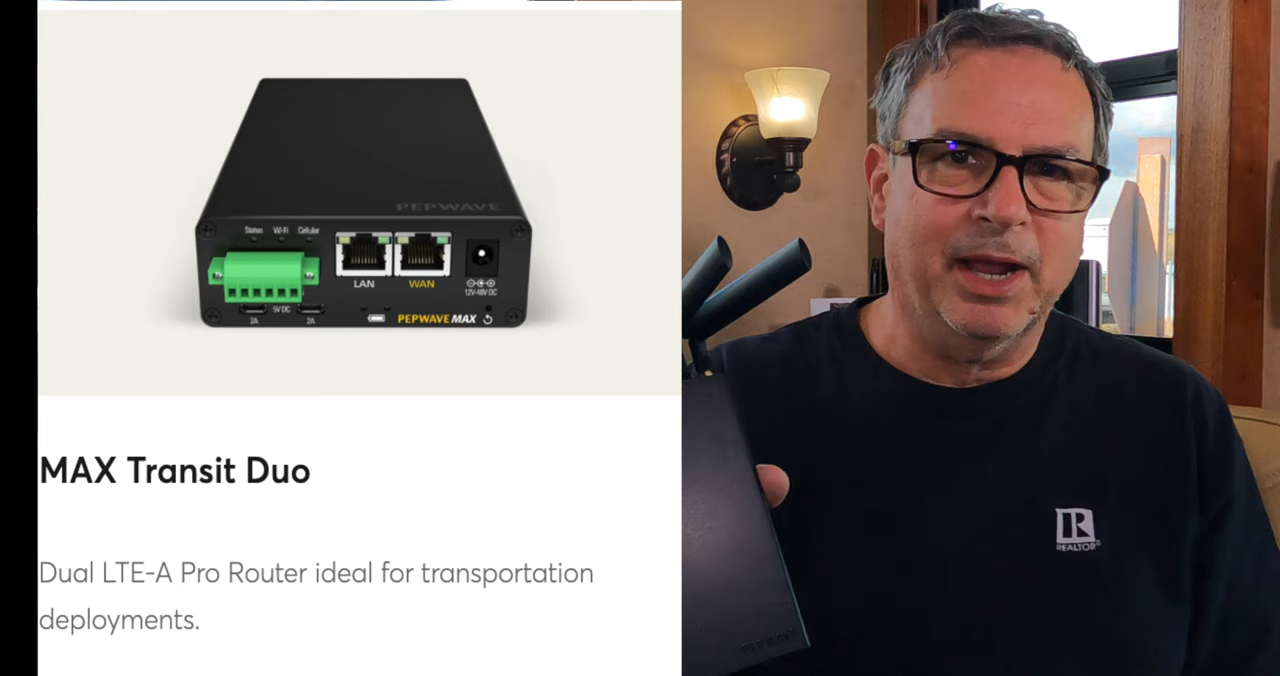 PEPWAVE
Status Wi-Fi Cellular
LAN
WAN
12V-48V DC
5V DC
2A
2A
PEPWAVE MAX
MAX Transit Duo
Dual LTE-A Pro Router ideal for transportation
deployments.
R
REALTOR®
PEPWAVE